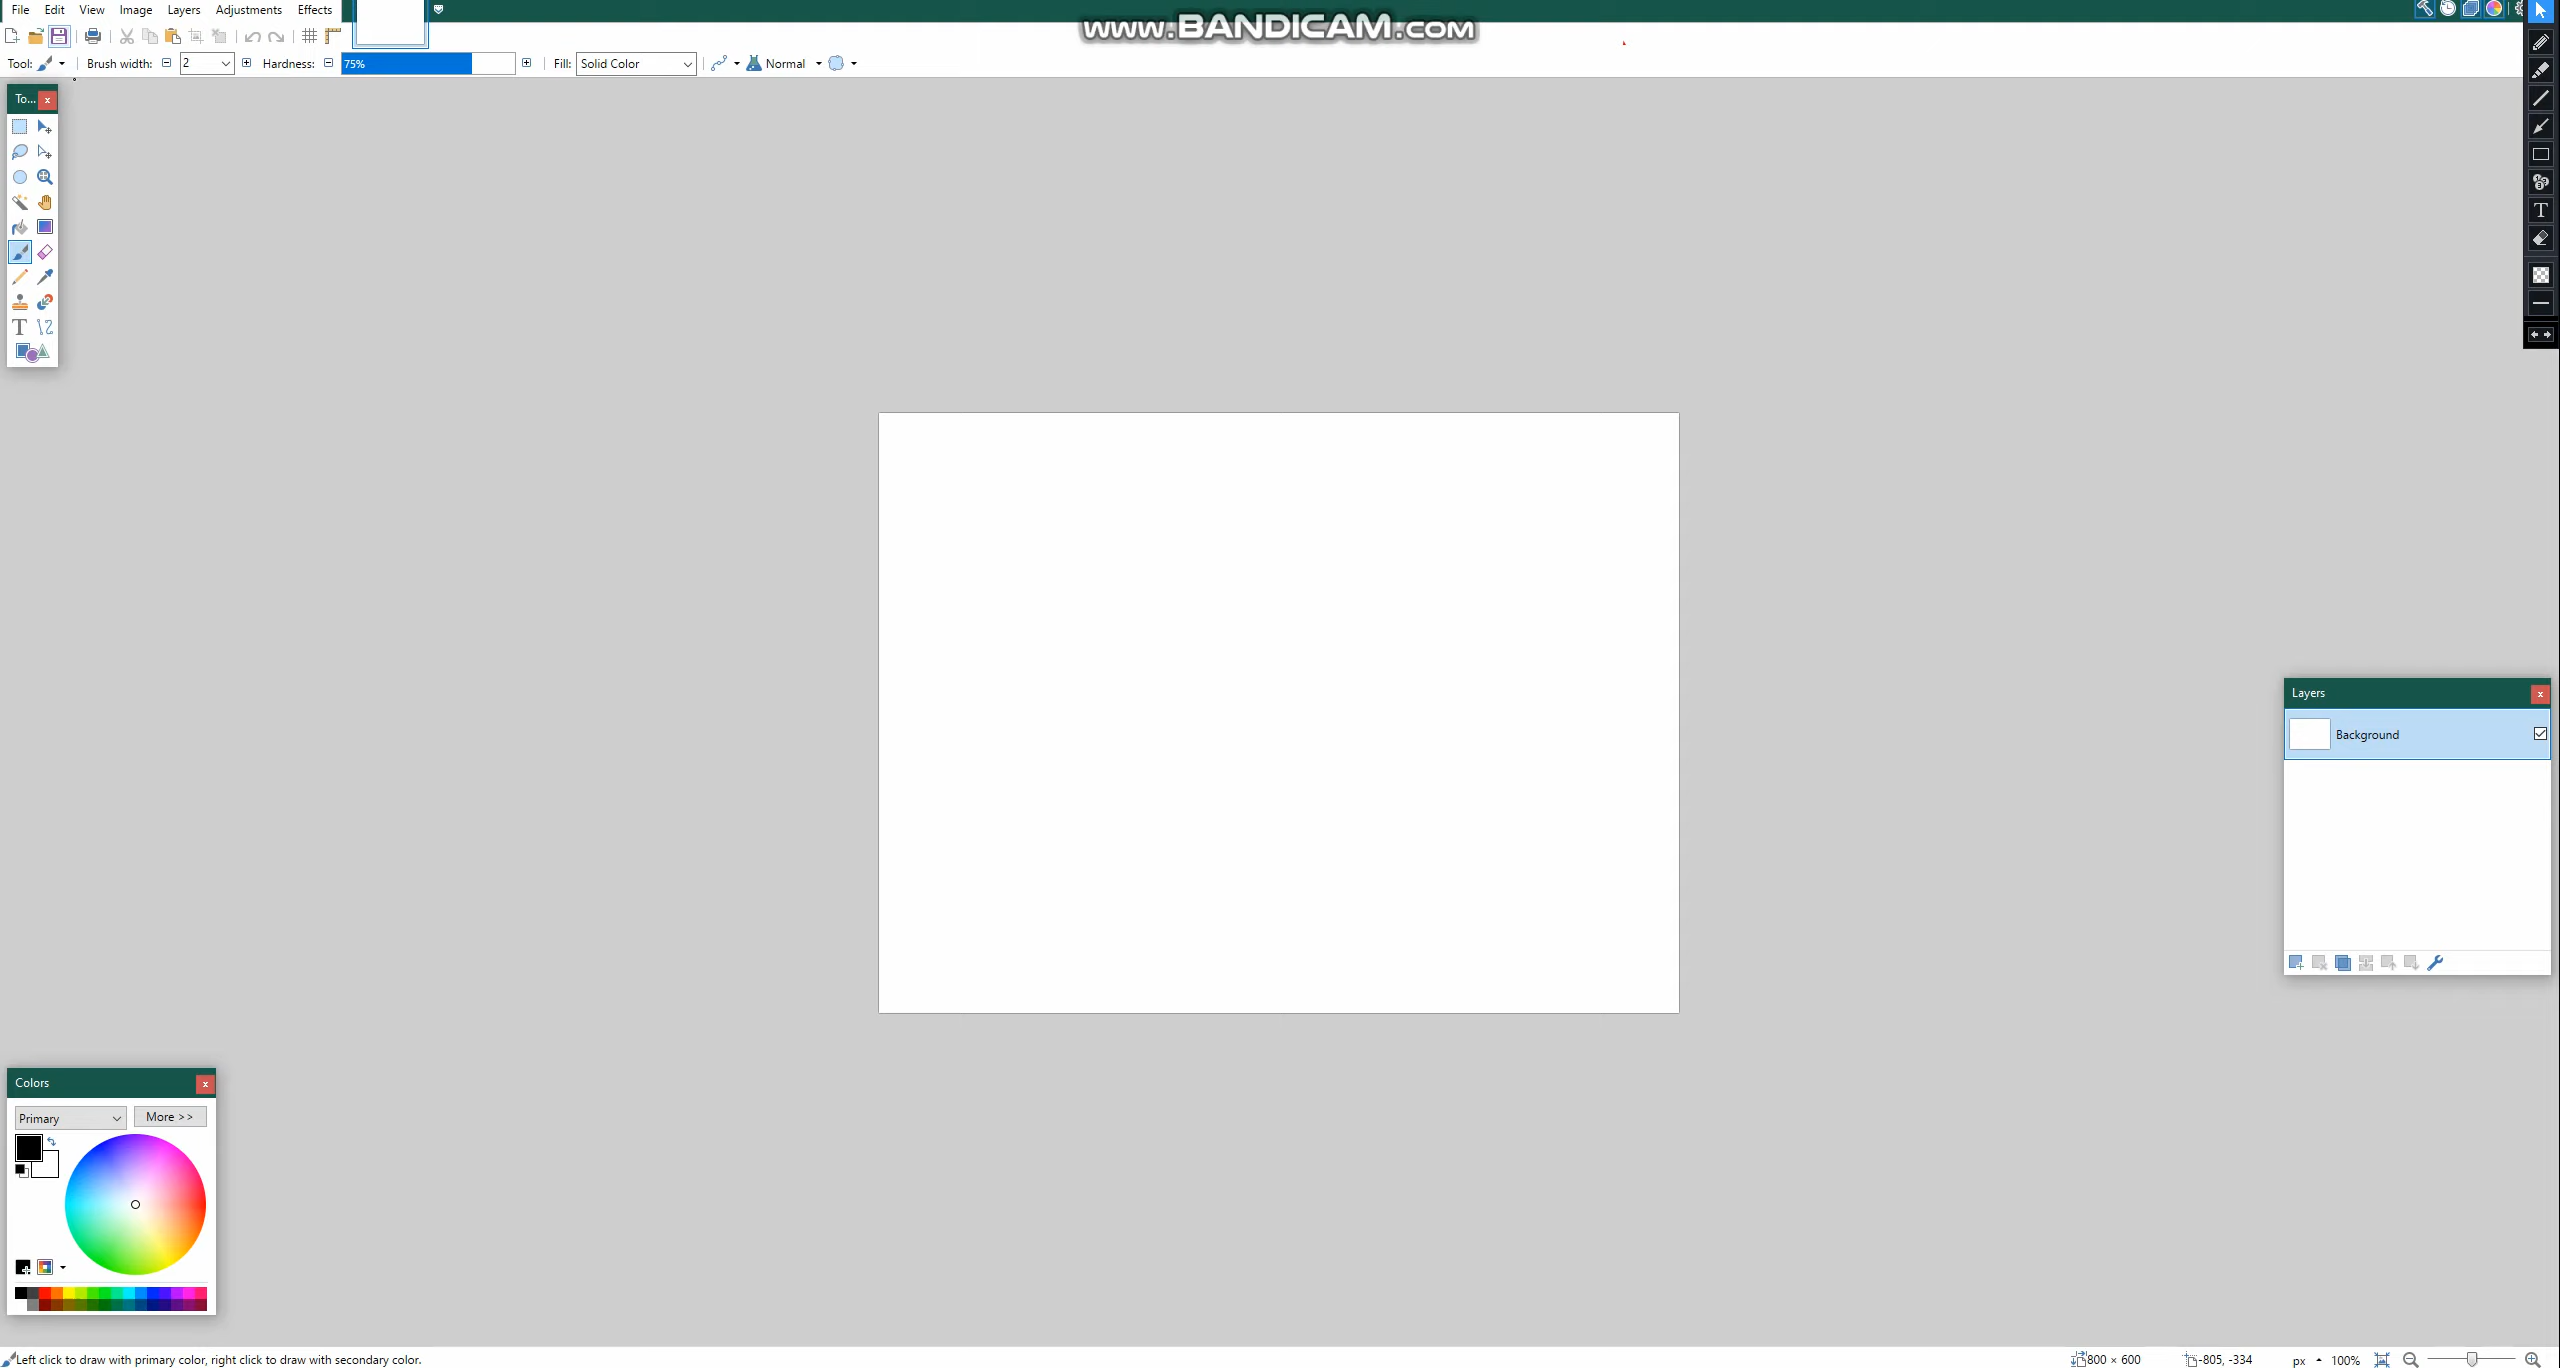 File Edit View Image Layers Adjustments Effects
www.BANDICAM.com
Tool: Brush width: 2 Hardness: 75% Fill: Solid Color Normal
To...
T
T
Layers
Background
Colors
Primary More >>
Left click to draw with primary color, right click to draw with secondary color.
800 × 600 -805, -334 px 100%